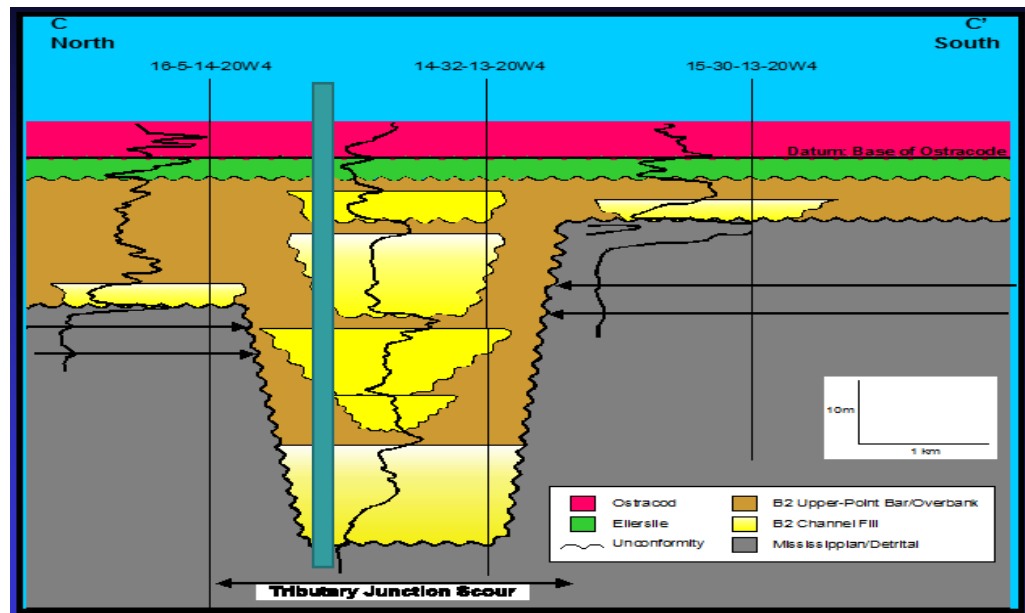 C
North
C'
South
16-5-14-20W4
14-32-13-20W4
15-30-13-20W4
Datum: Base of Ostracode
10m
1 km
Ostracod
Ellerslie
Unconformity
B2 Upper-Point Bar/Overbank
B2 Channel Fill
Mississippian/Detrital
Tributary Junction Scour